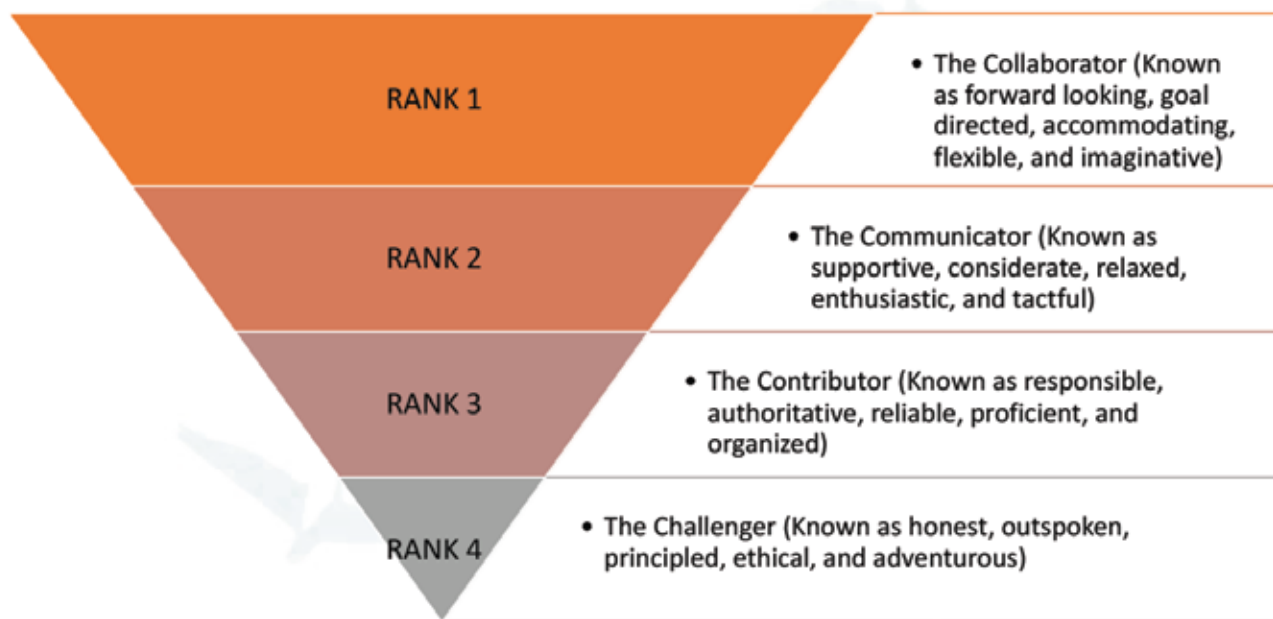 RANK 1
• The Collaborator (Known
as forward looking, goal
directed, accommodating,
flexible, and imaginative)
RANK 2
• The Communicator (Known as
supportive, considerate, relaxed,
enthusiastic, and tactful)
RANK 3
• The Contributor (Known as responsible,
authoritative, reliable, proficient, and
organized)
RANK 4
• The Challenger (Known as honest, outspoken,
principled, ethical, and adventurous)